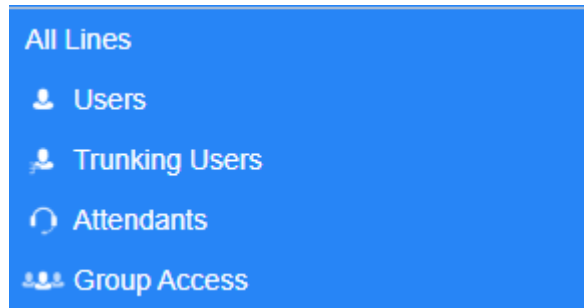 All Lines
Users
Trunking Users
Attendants
Group Access